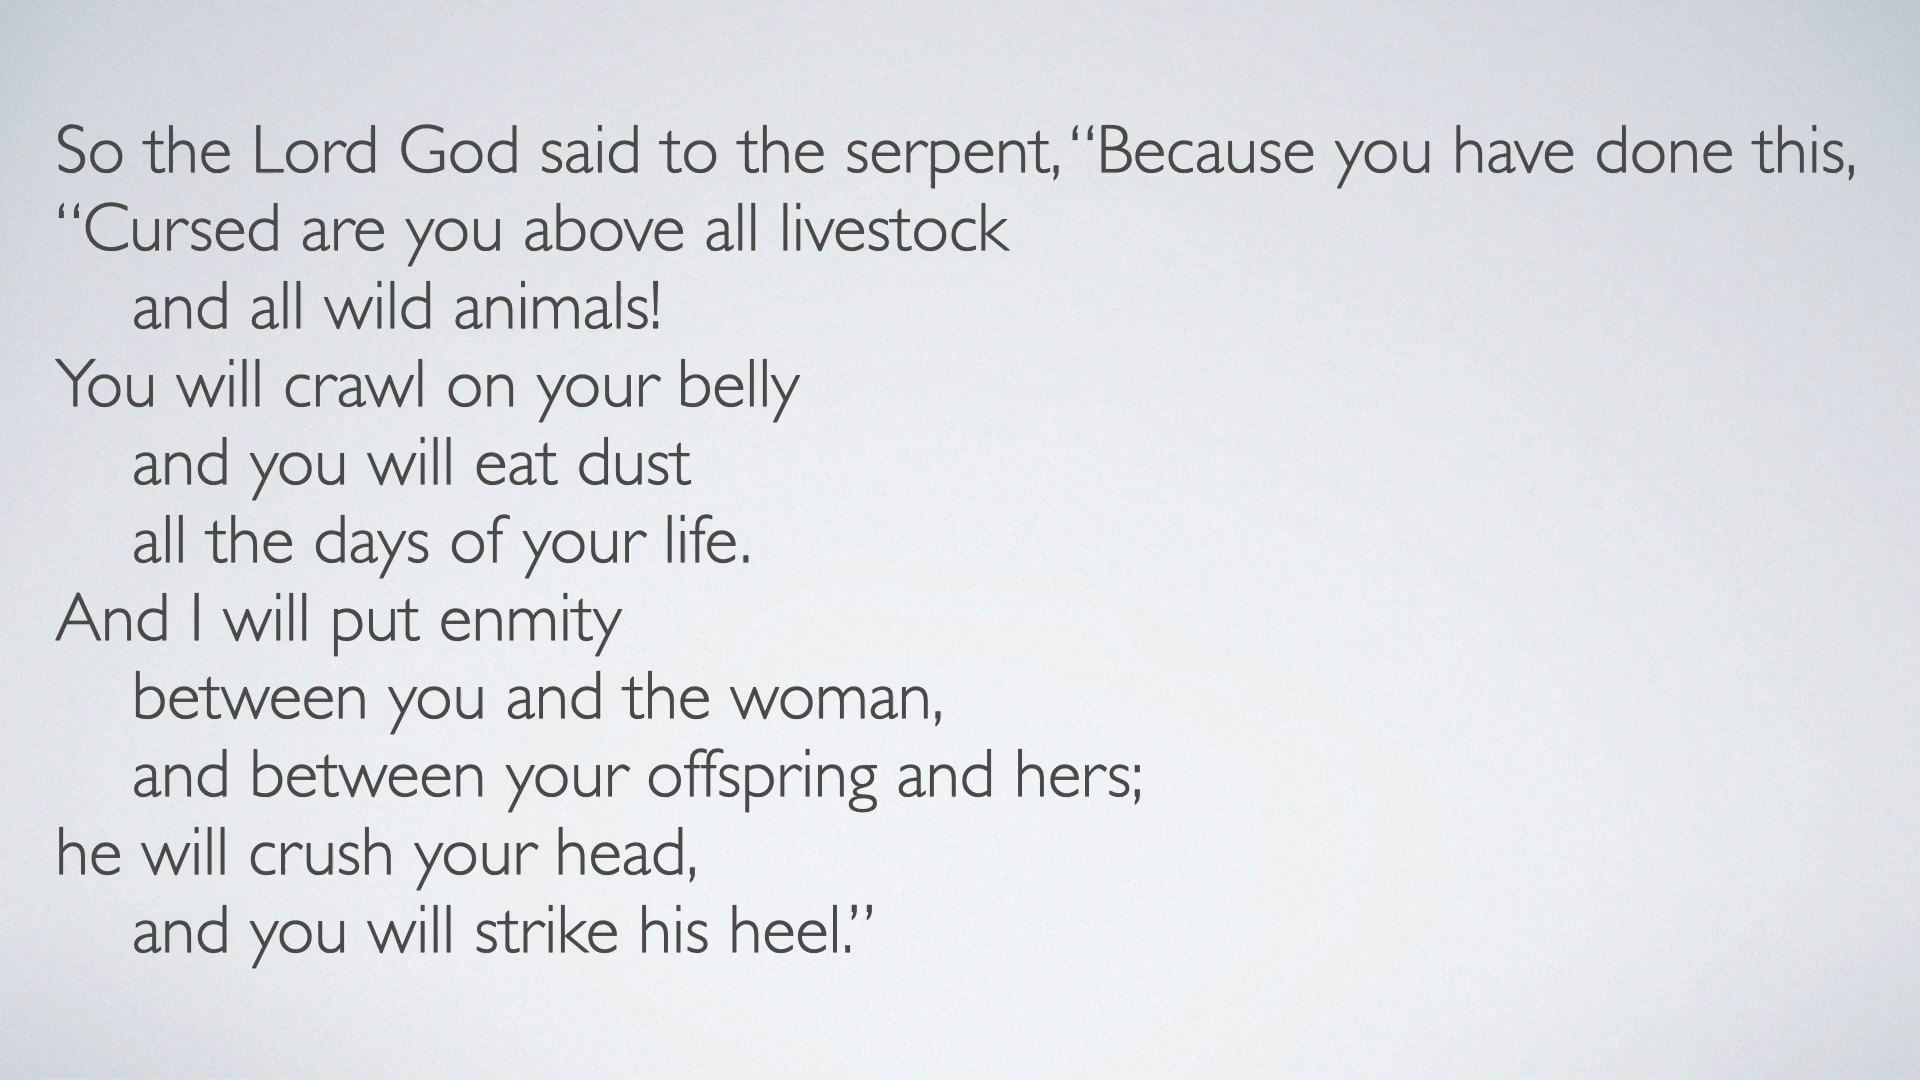 So the Lord God said to the serpent, “Because you have done this,
“Cursed are you above all livestock
and all wild animals!
You will crawl on your belly
and you will eat dust
all the days of your life.
And I will put enmity
between you and the woman,
and between your offspring and hers;
he will crush your head,
and you will strike his heel.”